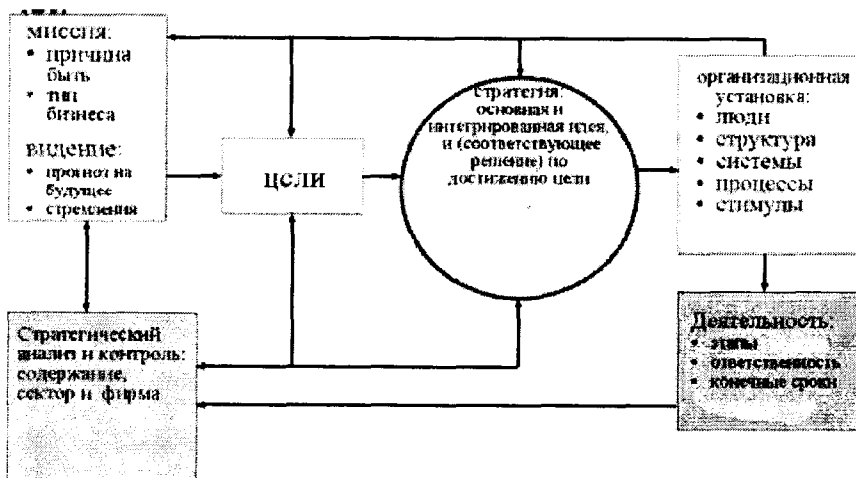 миссия:
• причина
быть
• тип
бизнеса
видение:
• прогноз на
будущее
• стремления
ЦЕЛИ
стратегия:
основная и
интегрированная идея,
и (соответствующее
решение) по
достижению цели
организационная
установка:
• люди
• структура
• системы
• процессы
• стимулы
Стратегический
анализ и контроль:
содержание,
сектор и фирма
Деятельность:
• этапы
• ответственность
• конечные сроки